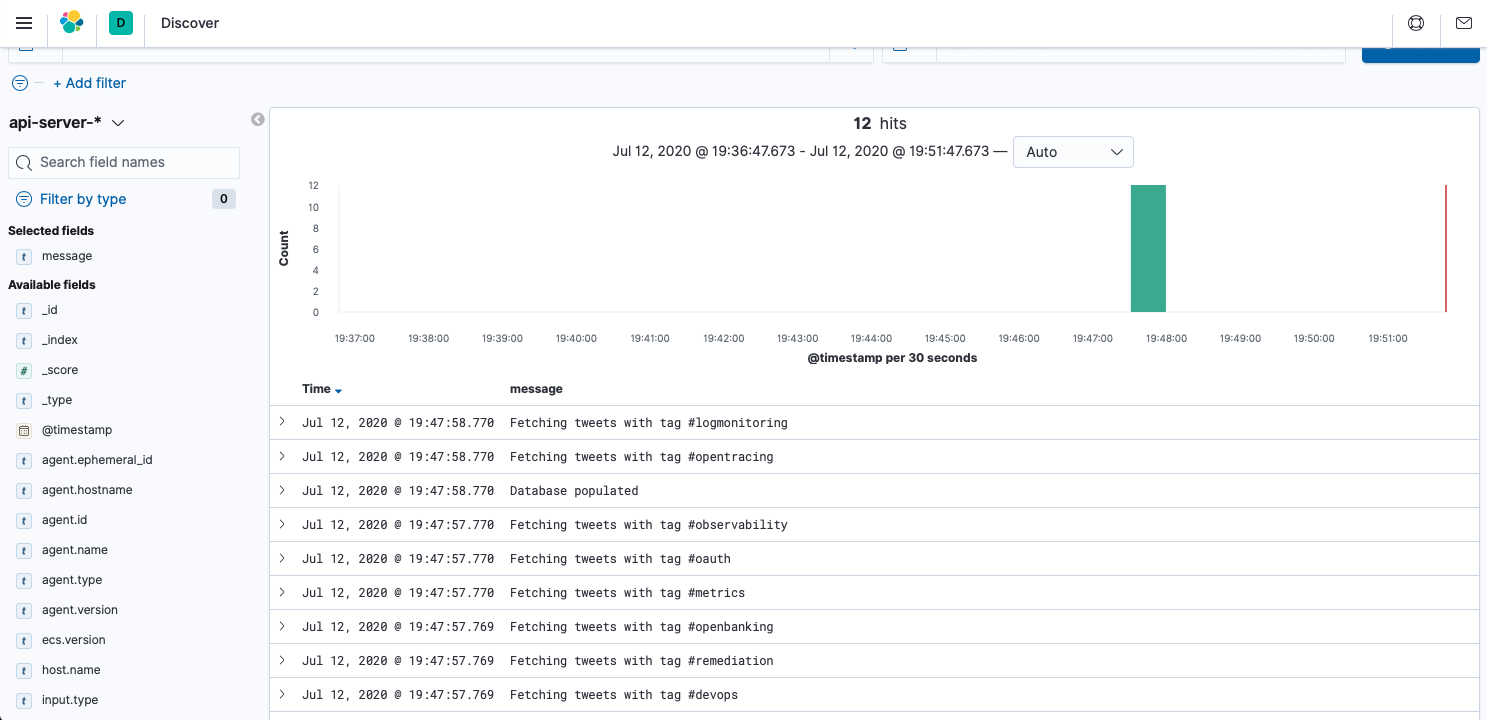 D Discover
+ Add filter
api-server-*
Search field names
Filter by type 0
Selected fields
t message
Available fields
t _id
t _index
# _score
t _type
@timestamp
t agent.ephemeral_id
t agent.hostname
t agent.id
t agent.name
t agent.type
t agent.version
t ecs.version
t host.name
t input.type
12 hits
Jul 12, 2020 @ 19:36:47.673 - Jul 12, 2020 @ 19:51:47.673 — Auto
Count
12
10
8
6
4
2
0
19:37:00 19:38:00 19:39:00 19:40:00 19:41:00 19:42:00 19:43:00 19:44:00 19:45:00 19:46:00 19:47:00 19:48:00 19:49:00 19:50:00 19:51:00
@timestamp per 30 seconds
Time message
Jul 12, 2020 @ 19:47:58.770 Fetching tweets with tag #logmonitoring
Jul 12, 2020 @ 19:47:58.770 Fetching tweets with tag #opentracing
Jul 12, 2020 @ 19:47:58.770 Database populated
Jul 12, 2020 @ 19:47:57.770 Fetching tweets with tag #observability
Jul 12, 2020 @ 19:47:57.770 Fetching tweets with tag #oauth
Jul 12, 2020 @ 19:47:57.770 Fetching tweets with tag #metrics
Jul 12, 2020 @ 19:47:57.769 Fetching tweets with tag #openbanking
Jul 12, 2020 @ 19:47:57.769 Fetching tweets with tag #remediation
Jul 12, 2020 @ 19:47:57.769 Fetching tweets with tag #devops